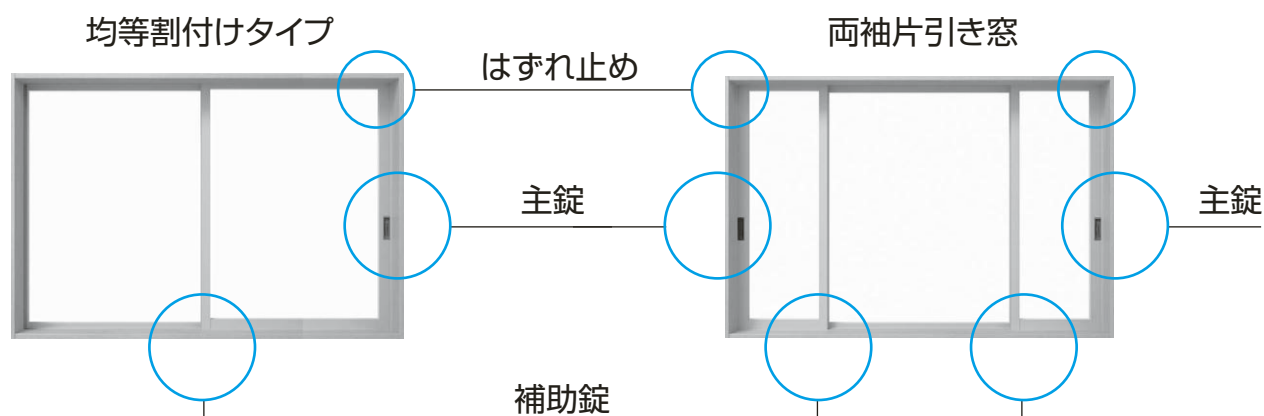 均等割付けタイプ
両袖片引き窓
はずれ止め
主錠
主錠
補助錠